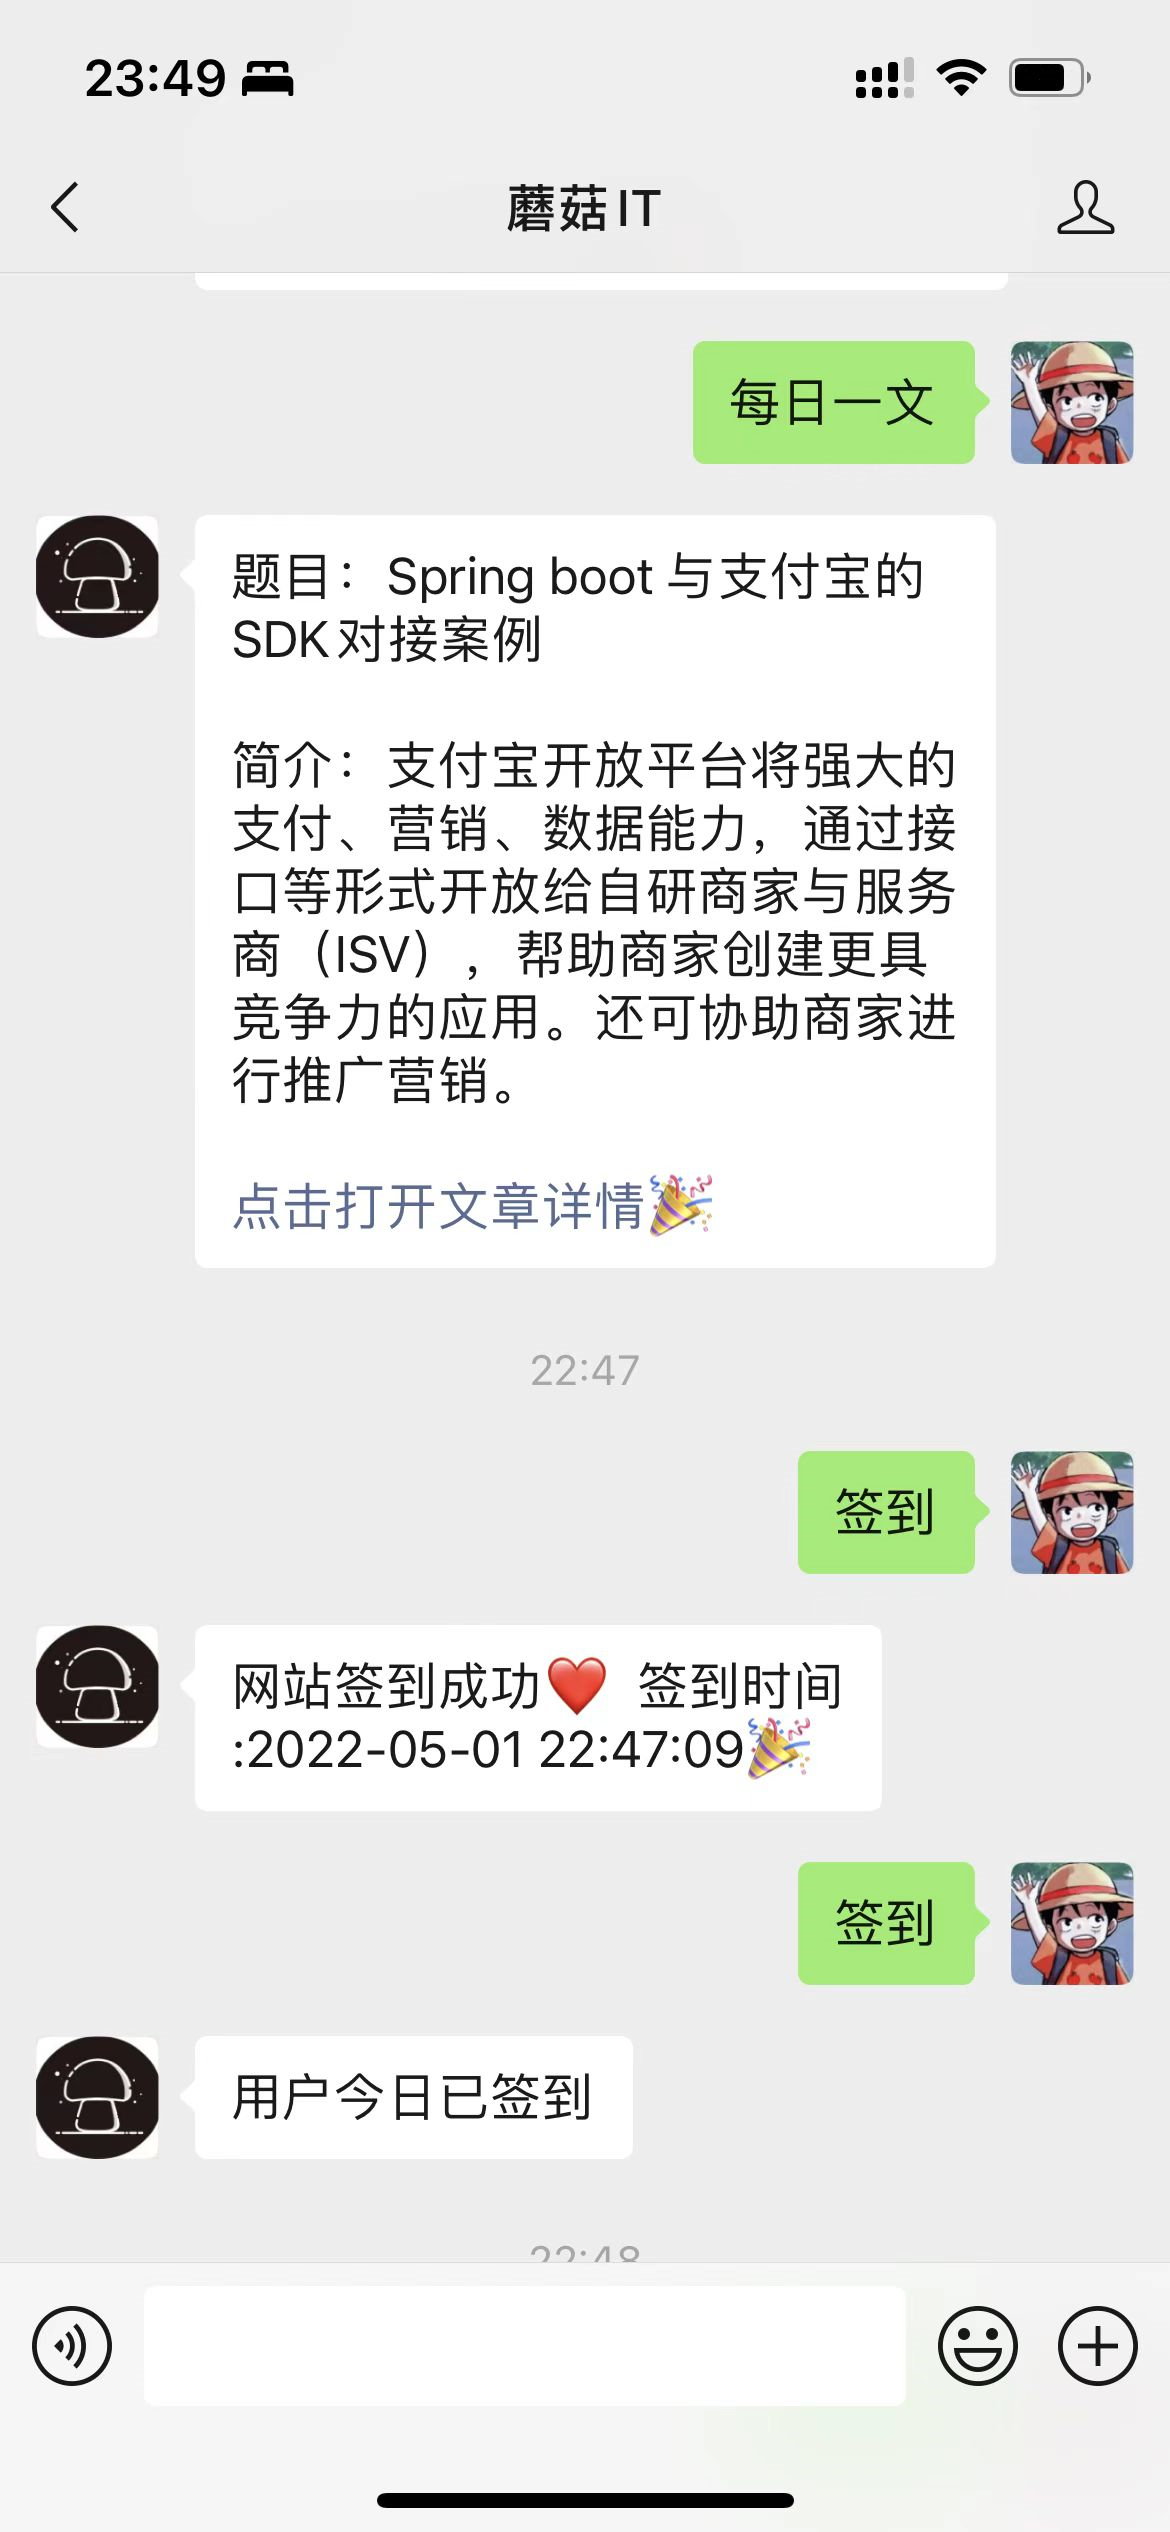 23:49
蘑菇IT
每日一文
题目：Spring boot 与支付宝的
SDK对接案例
简介：支付宝开放平台将强大的
支付、营销、数据能力，通过接
口等形式开放给自研商家与服务
商（ISV），帮助商家创建更具
竞争力的应用。还可协助商家进
行推广营销。
点击打开文章详情🎉
22:47
签到
网站签到成功❤️ 签到时间
:2022-05-01 22:47:09🎉
签到
用户今日已签到
22:48